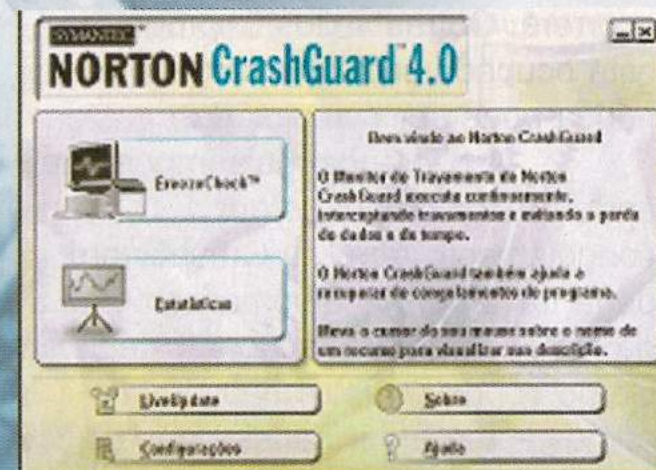 SYMANTEC
NORTON CrashGuard™ 4.0
FreezeCheck™
Estatísticas
Bem vindo ao Norton CrashGuard
O Monitor de Travamento do Norton
CrashGuard executa continuamente,
interceptando travamentos e evitando a perda
de dados e de tempo.
O Norton CrashGuard também ajuda a
recuperar de congelamentos de programa.
Mova o cursor do seu mouse sobre o nome de
um recurso para visualizar sua descrição.
LiveUpdate
Sobre
Configurações
Ajuda